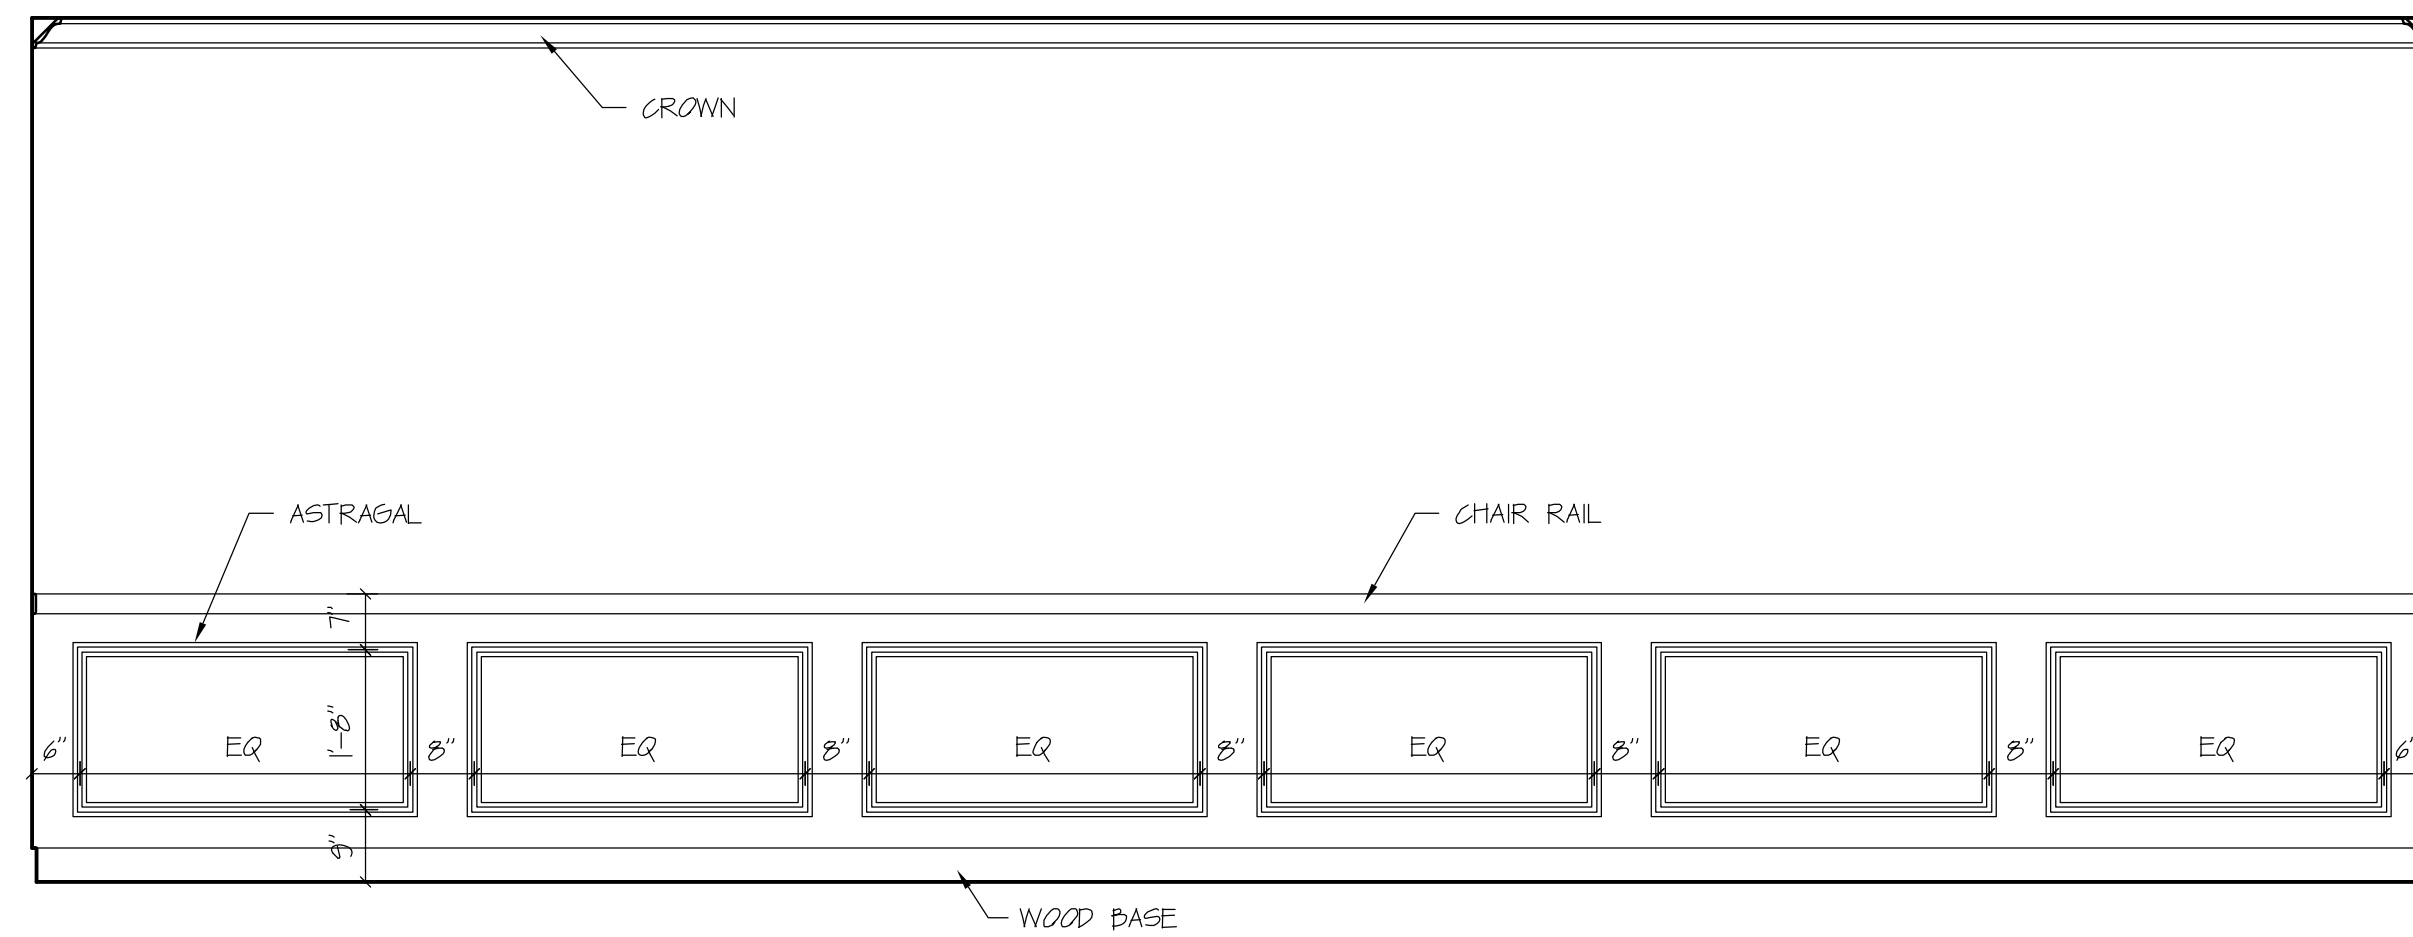 CROWN
ASTRAGAL
CHAIR RAIL
7"
1'-8"
6" EQ 8" EQ 8" EQ 8" EQ 8" EQ 8" EQ 6"
9"
WOOD BASE